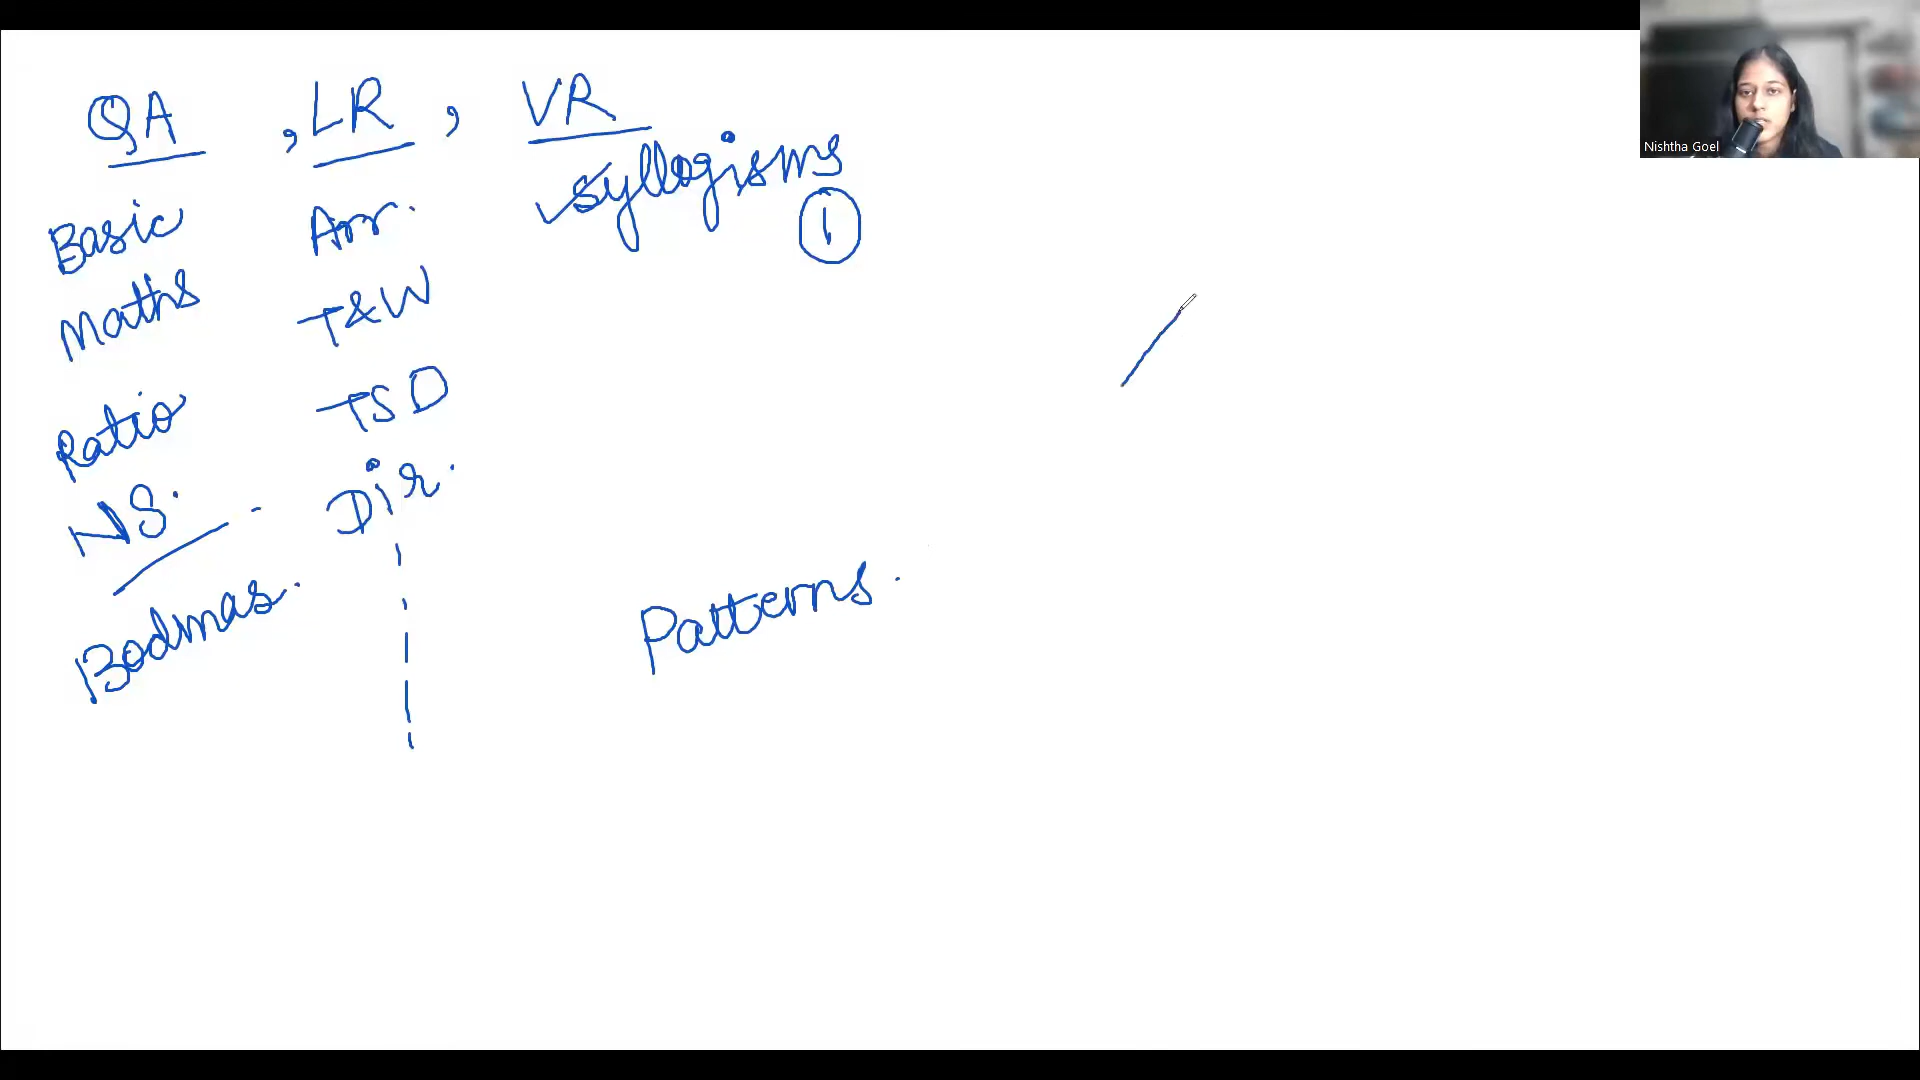 QA , LR , VR
Basic
Maths
Ratio
NS.
Bodmas.
Arr.
T&W
TSD
Dir.
Syllogisms
1
Patterns.
Nishtha Goel